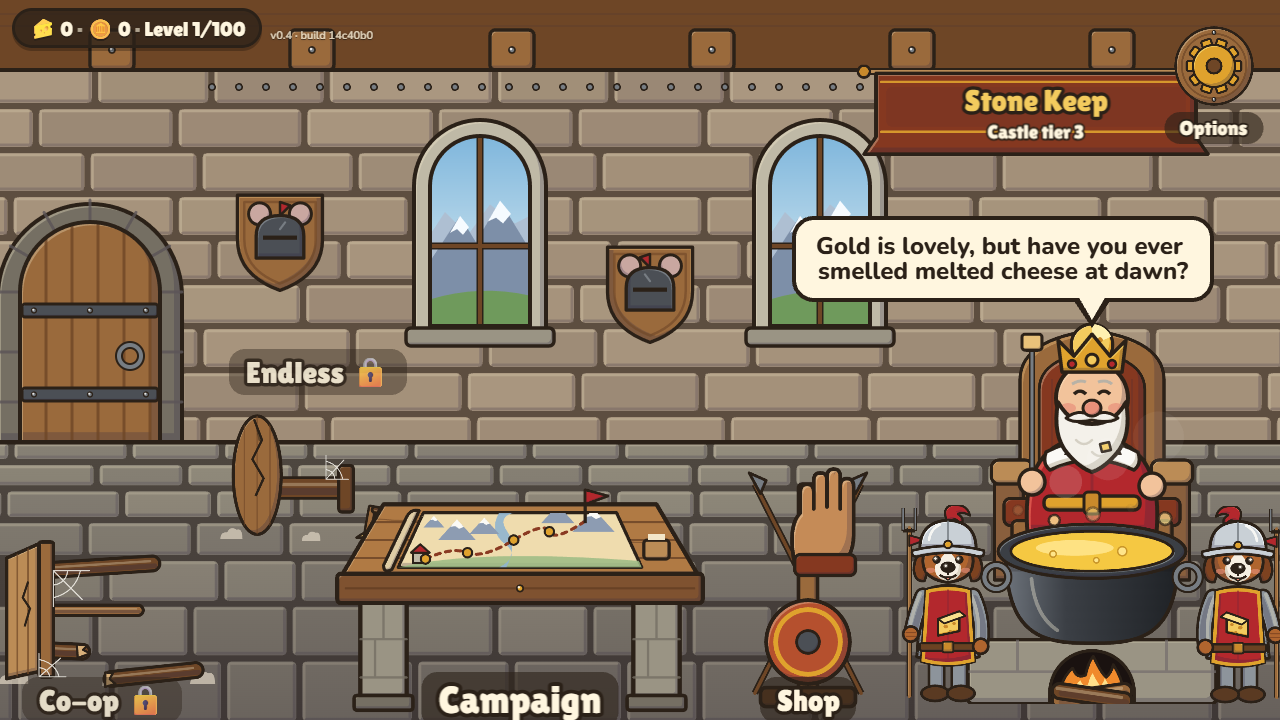 0 · 0 · Level 1/100
v0.4 · build 14c40b0
Stone Keep
Castle tier 3
Options
Gold is lovely, but have you ever
smelled melted cheese at dawn?
Endless
Co-op
Campaign
Shop